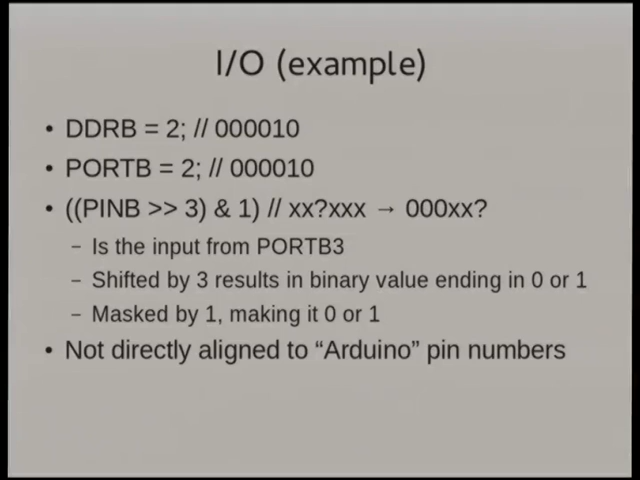 I/O (example)
• DDRB = 2; // 000010
• PORTB = 2; // 000010
• ((PINB >> 3) & 1) // xx?xxx → 000xx?
– Is the input from PORTB3
– Shifted by 3 results in binary value ending in 0 or 1
– Masked by 1, making it 0 or 1
• Not directly aligned to “Arduino” pin numbers